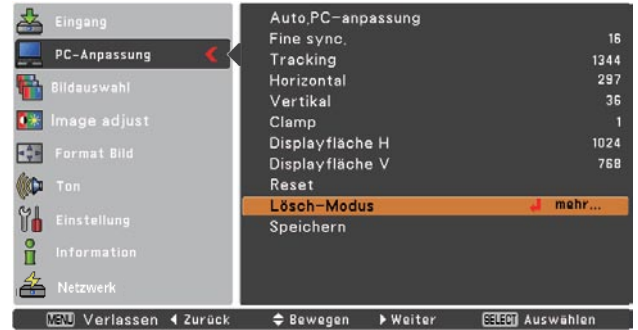 Eingang
PC-Anpassung
Bildauswahl
Image adjust
Format Bild
Ton
Einstellung
Information
Netzwerk
Auto.PC-anpassung
Fine sync. 16
Tracking 1344
Horizontal 297
Vertikal 36
Clamp 1
Displayfläche H 1024
Displayfläche V 768
Reset
Lösch-Modus mehr...
Speichern
MENU Verlassen Zurück Bewegen Weiter SELECT Auswählen